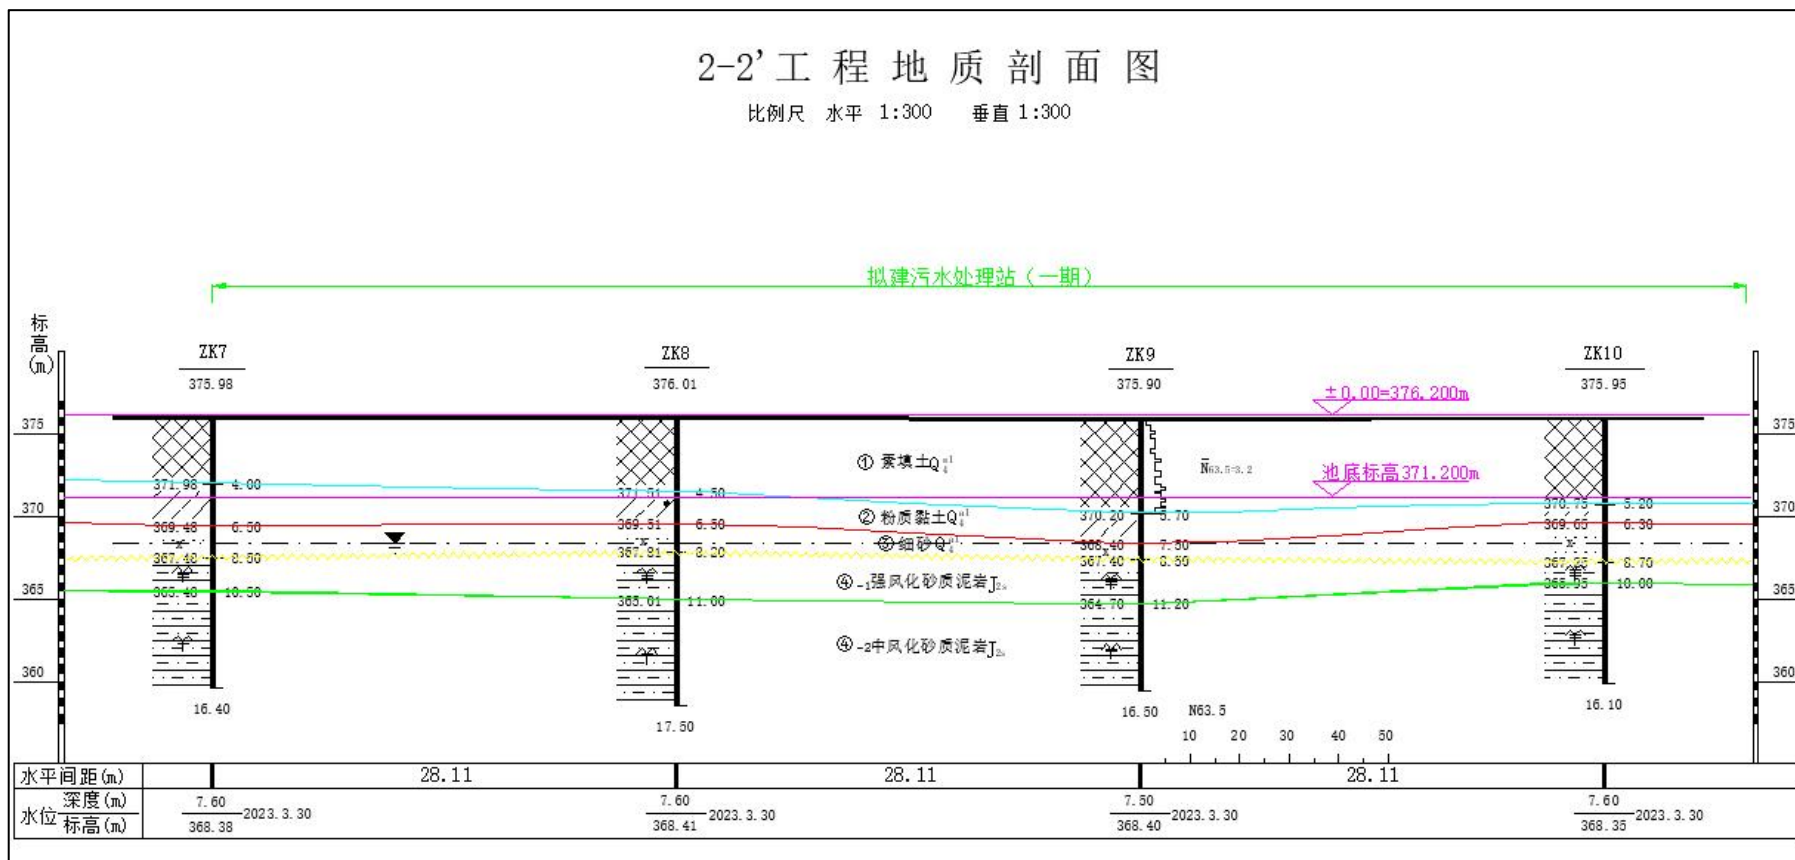 2-2'工程地质剖面图
比例尺 水平 1:300 垂直 1:300
拟建污水处理站（一期）
标高(m)
ZK7
375.98
ZK8
376.01
ZK9
375.90
ZK10
375.95
±0.00=376.200m
375
375
① 素填土Q
N63.5=3.2
池底标高371.200m
371.98 4.00
371.51 4.50
370
370
370.20 5.70
370.75 5.20
② 粉质黏土Q
369.48 6.50
369.51 6.50
369.65 6.30
③细砂Q
368.40 7.50
367.48 8.50
367.81 8.20
367.40
8.70
④-1强风化砂质泥岩J
365
365
365.48 10.50
365.01 11.00
364.70 11.20
365.95 10.00
④-2中风化砂质泥岩J
360
360
16.40
17.50
16.50
16.10
N63.5
10 20 30 40 50
水平间距(m) 28.11 28.11 28.11
水位 深度(m) 7.60 7.60 7.50 7.60
标高(m) 368.38 368.41 368.40 368.35
2023.3.30 2023.3.30 2023.3.30 2023.3.30